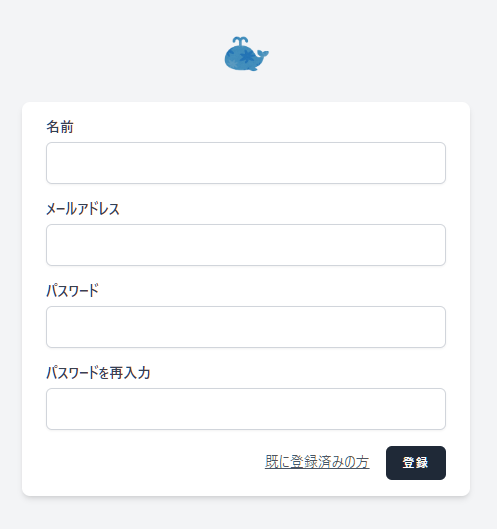 名前
メールアドレス
パスワード
パスワードを再入力
既に登録済みの方 登録